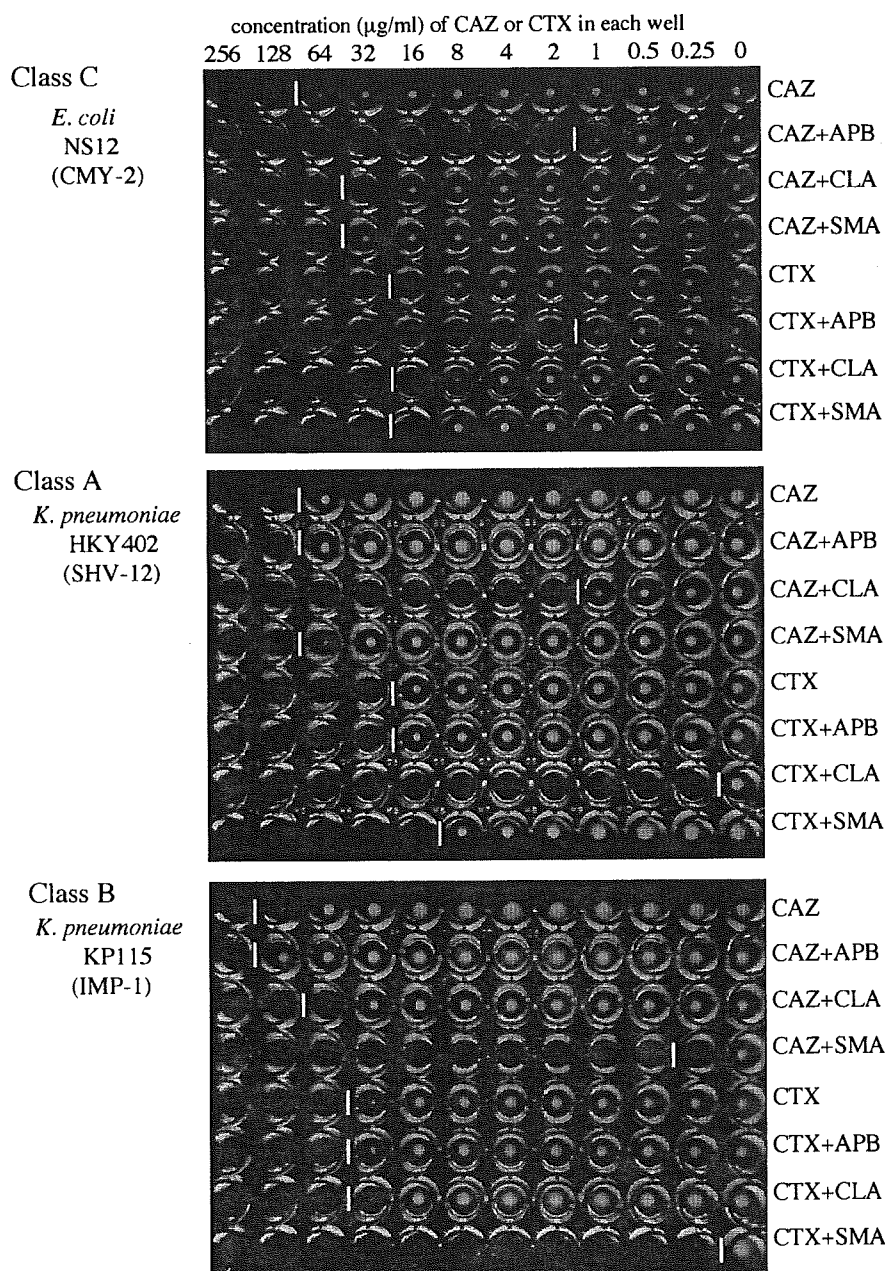 concentration (μg/ml) of CAZ or CTX in each well
256 128 64 32 16 8 4 2 1 0.5 0.25 0
Class C
E. coli
NS12
(CMY-2)
CAZ
CAZ+APB
CAZ+CLA
CAZ+SMA
CTX
CTX+APB
CTX+CLA
CTX+SMA
Class A
K. pneumoniae
HKY402
(SHV-12)
CAZ
CAZ+APB
CAZ+CLA
CAZ+SMA
CTX
CTX+APB
CTX+CLA
CTX+SMA
Class B
K. pneumoniae
KP115
(IMP-1)
CAZ
CAZ+APB
CAZ+CLA
CAZ+SMA
CTX
CTX+APB
CTX+CLA
CTX+SMA